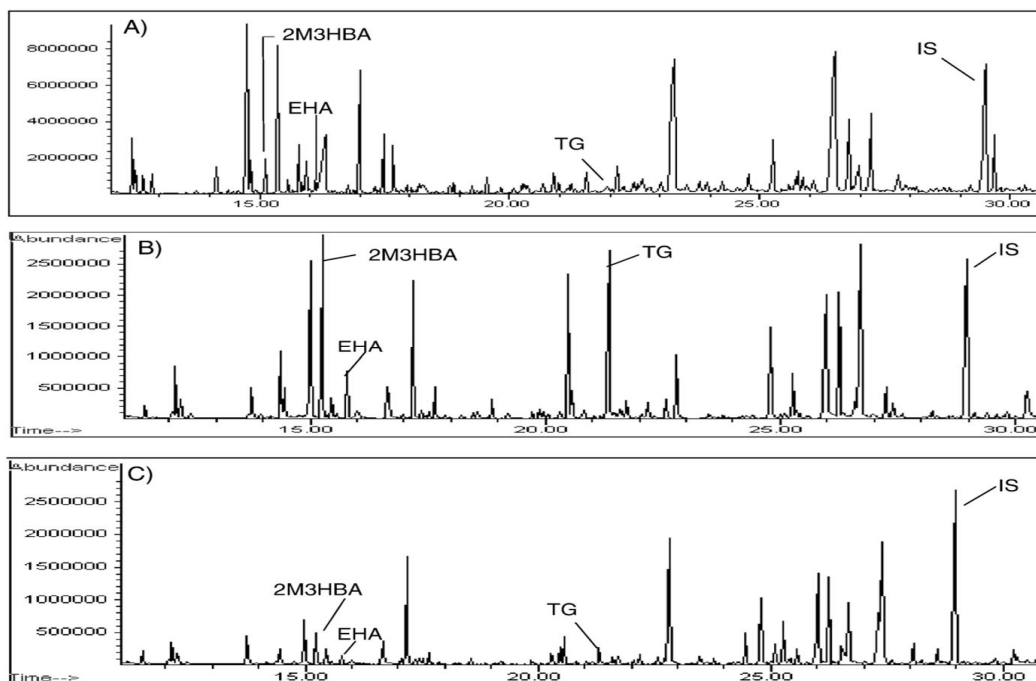 A)
2M3HBA
IS
8000000
6000000
EHA
4000000
TG
2000000
15.00 20.00 25.00 30.00
Abundance
B)
2M3HBA
TG
IS
2500000
2000000
1500000
EHA
1000000
500000
Time--> 15.00 20.00 25.00 30.00
Abundance
C)
IS
2500000
2000000
1500000
2M3HBA
1000000
EHA
TG
500000
Time--> 15.00 20.00 25.00 30.00